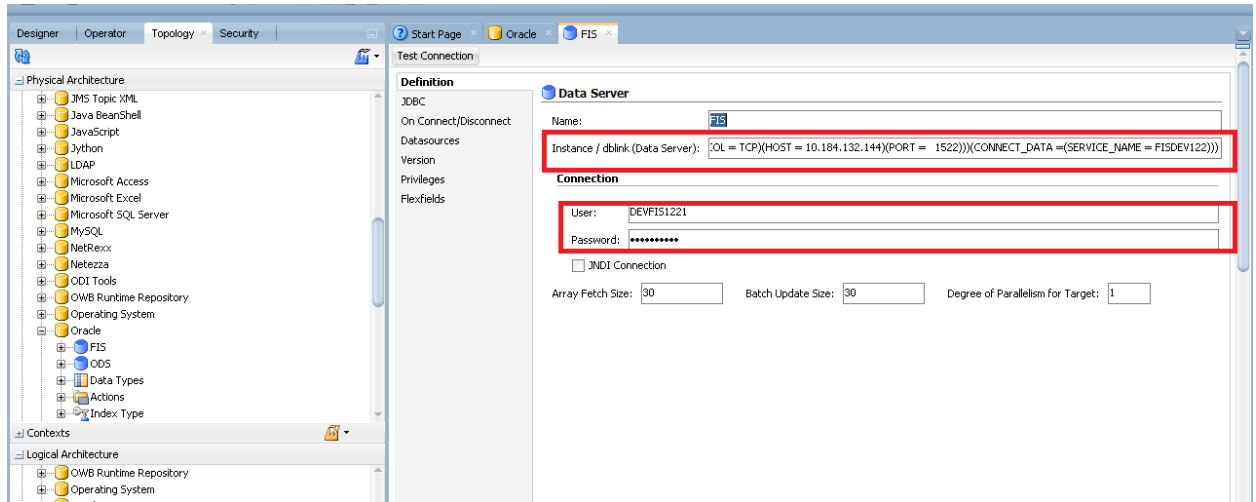 Designer Operator Topology Security
Start Page Oracle FIS
Test Connection
Physical Architecture
JMS Topic XML
Java BeanShell
JavaScript
Jython
LDAP
Microsoft Access
Microsoft Excel
Microsoft SQL Server
MySQL
NetRexx
Netezza
ODI Tools
OWB Runtime Repository
Operating System
Oracle
FIS
ODS
Data Types
Actions
Index Type
Contexts
Logical Architecture
OWB Runtime Repository
Operating System
Definition
JDBC
On Connect/Disconnect
Datasources
Version
Privileges
Flexfields
Data Server
Name: FIS
Instance / dblink (Data Server): :OL = TCP)(HOST = 10.184.132.144)(PORT = 1522)))(CONNECT_DATA =(SERVICE_NAME = FISDEV122)))
Connection
User: DEVFIS1221
Password: ••••••••••
JNDI Connection
Array Fetch Size: 30 Batch Update Size: 30 Degree of Parallelism for Target: 1